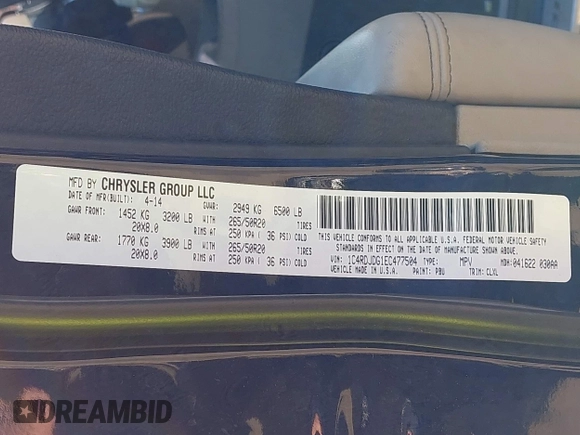 MFD BY CHRYSLER GROUP LLC
DATE OF MFR(BUILT): 4-14 GVWR: 2949 KG 6500 LB
GAWR FRONT: 1452 KG 3200 LB WITH 265/50R20 TIRES
20X8.0 RIMS AT 250 KPA ( 36 PSI) COLD
GAWR REAR: 1770 KG 3900 LB WITH 265/50R20 TIRES
20X8.0 RIMS AT 250 KPA ( 36 PSI) COLD
THIS VEHICLE CONFORMS TO ALL APPLICABLE U.S.A. FEDERAL MOTOR VEHICLE SAFETY
STANDARDS IN EFFECT ON THE DATE OF MANUFACTURE SHOWN ABOVE.
VIN: 1C4RDJDG1EC477504 TYPE: MPV MDH:041622 030AA
VEHICLE MADE IN U.S.A. PAINT: PBU TRIM: CLXL
DREAMBID